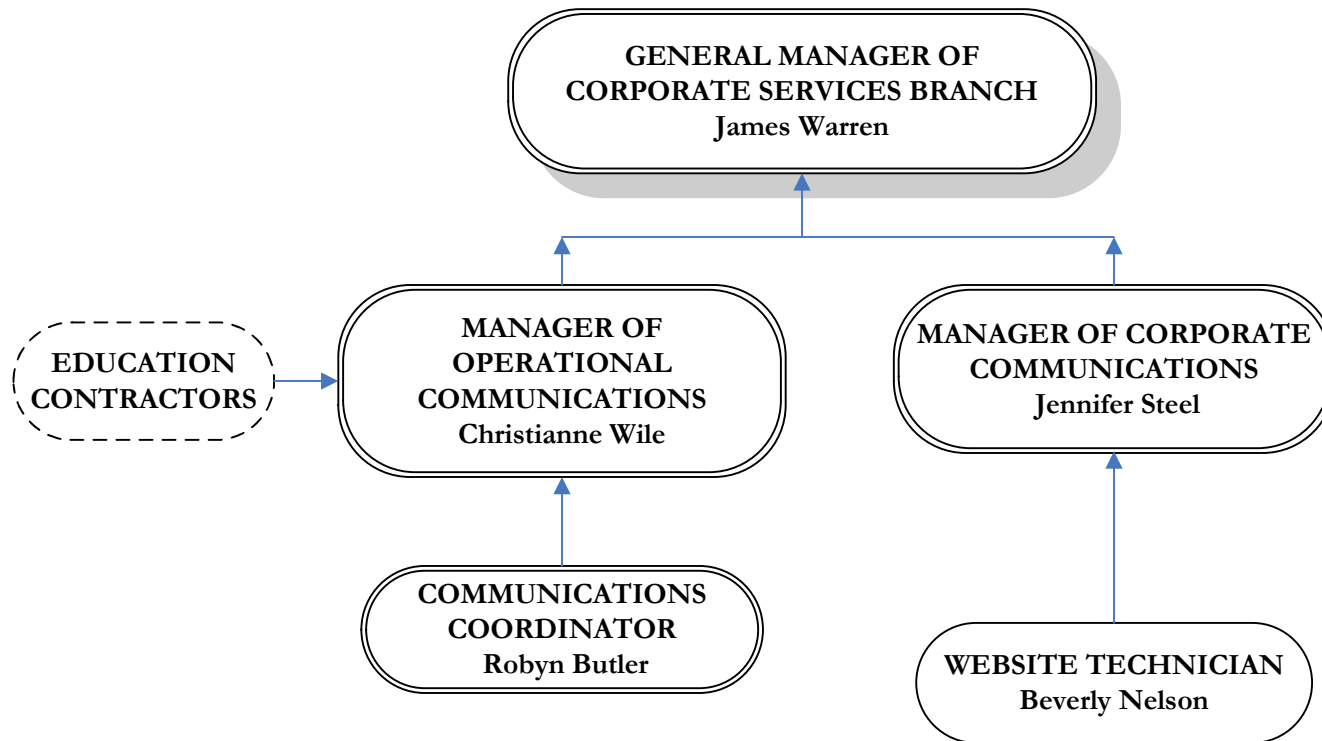 GENERAL MANAGER OF
CORPORATE SERVICES BRANCH
James Warren
EDUCATION
CONTRACTORS
MANAGER OF
OPERATIONAL
COMMUNICATIONS
Christianne Wile
MANAGER OF CORPORATE
COMMUNICATIONS
Jennifer Steel
COMMUNICATIONS
COORDINATOR
Robyn Butler
WEBSITE TECHNICIAN
Beverly Nelson